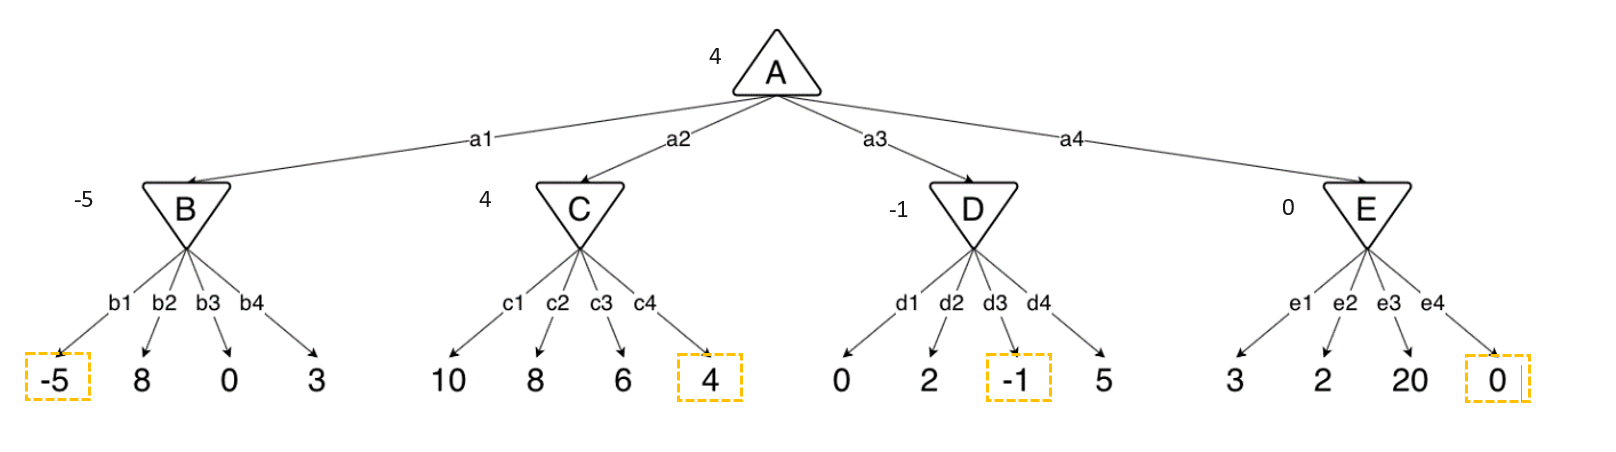 4 A
a1 a2 a3 a4
-5 B 4 C -1 D 0 E
b1 b2 b3 b4 c1 c2 c3 c4 d1 d2 d3 d4 e1 e2 e3 e4
-5 8 0 3 10 8 6 4 0 2 -1 5 3 2 20 0